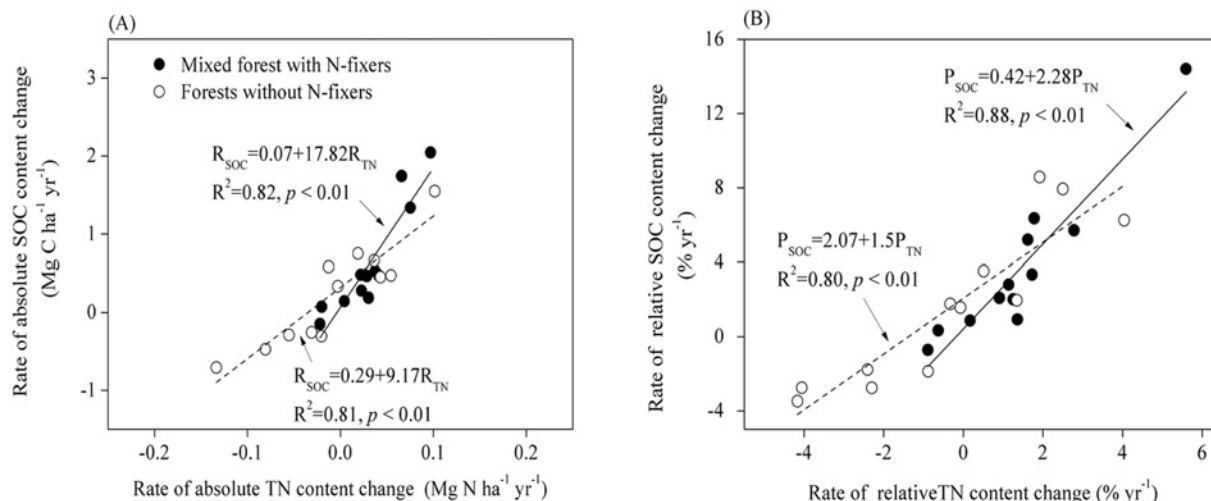 (A)
Mixed forest with N-fixers
Forests without N-fixers
R_SOC=0.07+17.82R_TN
R²=0.82, p < 0.01
R_SOC=0.29+9.17R_TN
R²=0.81, p < 0.01
3
2
1
0
-1
-0.2
-0.1
0.0
0.1
0.2
Rate of absolute SOC content change
(Mg C ha⁻¹ yr⁻¹)
Rate of absolute TN content change (Mg N ha⁻¹ yr⁻¹)
(B)
P_SOC=0.42+2.28P_TN
R²=0.88, p < 0.01
P_SOC=2.07+1.5P_TN
R²=0.80, p < 0.01
16
12
8
4
0
-4
-4
-2
0
2
4
6
Rate of relative SOC content change
(% yr⁻¹)
Rate of relativeTN content change (% yr⁻¹)